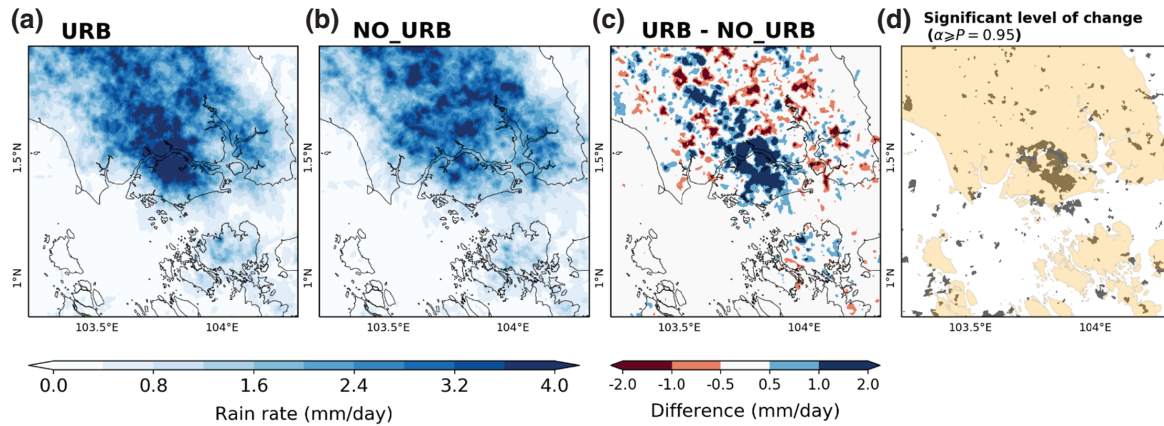 (a) URB
(b) NO_URB
(c) URB - NO_URB
(d) Significant level of change
(α⩾P = 0.95)
1.5°N
1°N
103.5°E 104°E
1.5°N
1°N
103.5°E 104°E
1.5°N
1°N
103.5°E 104°E
1.5°N
1°N
103.5°E 104°E
0.0 0.8 1.6 2.4 3.2 4.0
Rain rate (mm/day)
-2.0 -1.0 -0.5 0.5 1.0 2.0
Difference (mm/day)